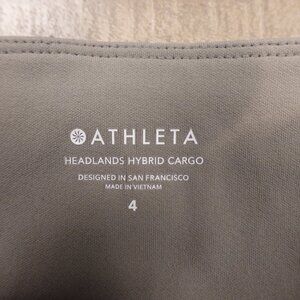 ATHLETA
HEADLANDS HYBRID CARGO
DESIGNED IN SAN FRANCISCO
MADE IN VIETNAM
4